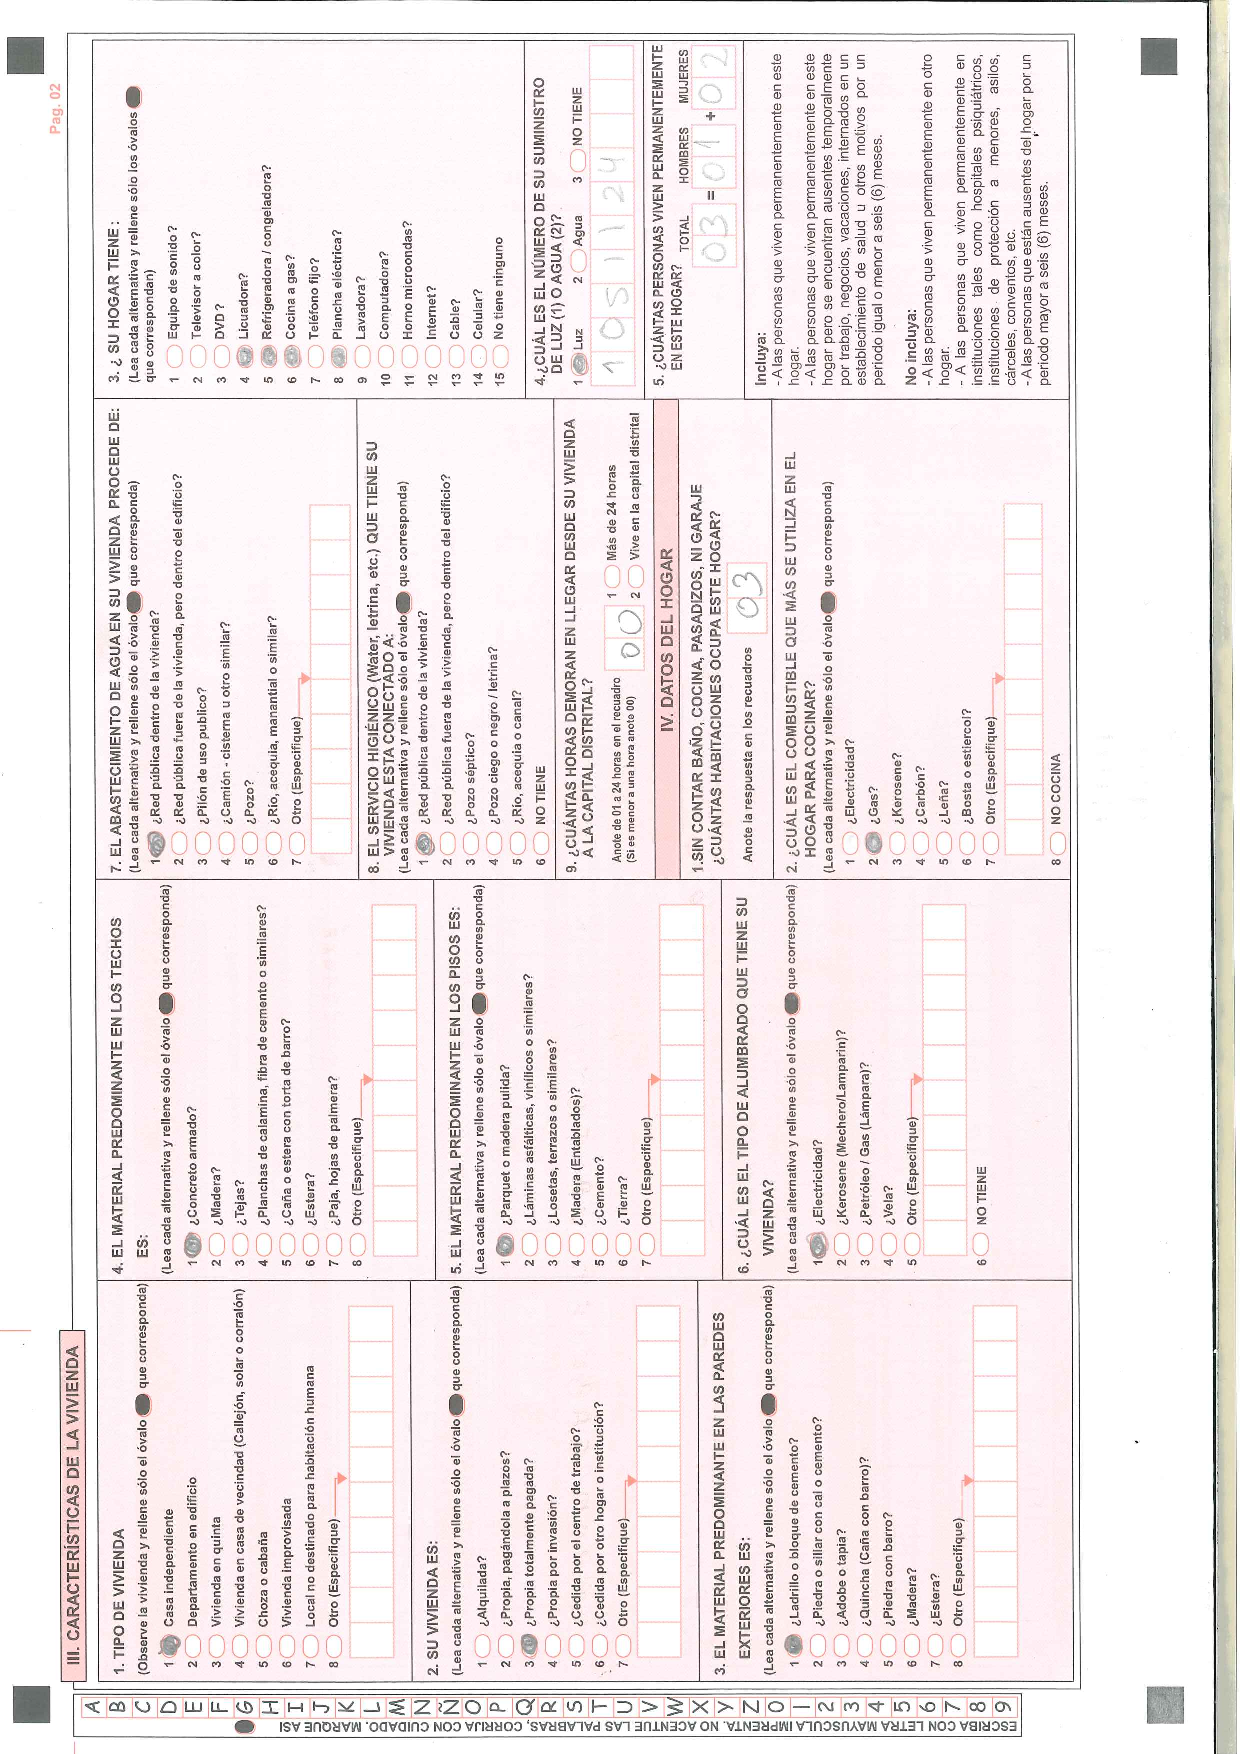 Pag. 02
III. CARACTERÍSTICAS DE LA VIVIENDA
1. TIPO DE VIVIENDA
(Observe la vivienda y rellene sólo el óvalo que corresponda)
1 Casa independiente
2 Departamento en edificio
3 Vivienda en quinta
4 Vivienda en casa de vecindad (Callejón, solar o corralón)
5 Choza o cabaña
6 Vivienda improvisada
7 Local no destinado para habitación humana
8 Otro (Especifique)
2. SU VIVIENDA ES:
(Lea cada alternativa y rellene sólo el óvalo que corresponda)
1 ¿Alquilada?
2 ¿Propia, pagándola a plazos?
3 ¿Propia totalmente pagada?
4 ¿Propia por invasión?
5 ¿Cedida por el centro de trabajo?
6 ¿Cedida por otro hogar o institución?
7 Otro (Especifique)
3. EL MATERIAL PREDOMINANTE EN LAS PAREDES
EXTERIORES ES:
(Lea cada alternativa y rellene sólo el óvalo que corresponda)
1 ¿Ladrillo o bloque de cemento?
2 ¿Piedra o sillar con cal o cemento?
3 ¿Adobe o tapia?
4 ¿Quincha (Caña con barro)?
5 ¿Piedra con barro?
6 ¿Madera?
7 ¿Estera?
8 Otro (Especifique)
4. EL MATERIAL PREDOMINANTE EN LOS TECHOS
ES:
(Lea cada alternativa y rellene sólo el óvalo que corresponda)
1 ¿Concreto armado?
2 ¿Madera?
3 ¿Tejas?
4 ¿Planchas de calamina, fibra de cemento o similares?
5 ¿Caña o estera con torta de barro?
6 ¿Estera?
7 ¿Paja, hojas de palmera?
8 Otro (Especifique)
5. EL MATERIAL PREDOMINANTE EN LOS PISOS ES:
(Lea cada alternativa y rellene sólo el óvalo que corresponda)
1 ¿Parquet o madera pulida?
2 ¿Láminas asfálticas, vinílicos o similares?
3 ¿Losetas, terrazos o similares?
4 ¿Madera (Entablados)?
5 ¿Cemento?
6 ¿Tierra?
7 Otro (Especifique)
6. ¿CUÁL ES EL TIPO DE ALUMBRADO QUE TIENE SU
VIVIENDA?
(Lea cada alternativa y rellene sólo el óvalo que corresponda)
1 ¿Electricidad?
2 ¿Kerosene (Mechero/Lamparín)?
3 ¿Petróleo / Gas (Lámpara)?
4 ¿Vela?
5 Otro (Especifique)
6 NO TIENE
7. EL ABASTECIMIENTO DE AGUA EN SU VIVIENDA PROCEDE DE:
(Lea cada alternativa y rellene sólo el óvalo que corresponda)
1 ¿Red pública dentro de la vivienda?
2 ¿Red pública fuera de la vivienda, pero dentro del edificio?
3 ¿Pilón de uso publico?
4 ¿Camión - cisterna u otro similar?
5 ¿Pozo?
6 ¿Río, acequia, manantial o similar?
7 Otro (Especifique)
8. EL SERVICIO HIGIÉNICO (Water, letrina, etc.) QUE TIENE SU
VIVIENDA ESTA CONECTADO A:
(Lea cada alternativa y rellene sólo el óvalo que corresponda)
1 ¿Red pública dentro de la vivienda?
2 ¿Red pública fuera de la vivienda, pero dentro del edificio?
3 ¿Pozo séptico?
4 ¿Pozo ciego o negro / letrina?
5 ¿Río, acequia o canal?
6 NO TIENE
9. ¿CUÁNTAS HORAS DEMORAN EN LLEGAR DESDE SU VIVIENDA
A LA CAPITAL DISTRITAL?
Anote de 01 a 24 horas en el recuadro
(Si es menor a una hora anote 00)
00
1 Más de 24 horas
2 Vive en la capital distrital
IV. DATOS DEL HOGAR
1.SIN CONTAR BAÑO, COCINA, PASADIZOS, NI GARAJE
¿CUÁNTAS HABITACIONES OCUPA ESTE HOGAR?
Anote la respuesta en los recuadros
03
2. ¿CUÁL ES EL COMBUSTIBLE QUE MÁS SE UTILIZA EN EL
HOGAR PARA COCINAR?
(Lea cada alternativa y rellene sólo el óvalo que corresponda)
1 ¿Electricidad?
2 ¿Gas?
3 ¿Kerosene?
4 ¿Carbón?
5 ¿Leña?
6 ¿Bosta o estiercol?
7 Otro (Especifique)
8 NO COCINA
3. ¿ SU HOGAR TIENE :
(Lea cada alternativa y rellene sólo los óvalos
que correspondan)
1 Equipo de sonido?
2 Televisor a color?
3 DVD ?
4 Licuadora?
5 Refrigeradora / congeladora?
6 Cocina a gas?
7 Teléfono fijo?
8 Plancha eléctrica?
9 Lavadora?
10 Computadora?
11 Horno microondas?
12 Internet?
13 Cable?
14 Celular?
15 No tiene ninguno
4.¿CUÁL ES EL NÚMERO DE SU SUMINISTRO
DE LUZ (1) O AGUA (2)?
1 Luz 2 Agua 3 NO TIENE
1051124
5. ¿CUÁNTAS PERSONAS VIVEN PERMANENTEMENTE
EN ESTE HOGAR?
TOTAL HOMBRES MUJERES
03 = 01 + 02
Incluya:
- A las personas que viven permanentemente en este
hogar.
- A las personas que viven permanentemente en este
hogar pero se encuentran ausentes temporalmente
por trabajo, negocios, vacaciones, internados en un
establecimiento de salud u otros motivos por un
periodo igual o menor a seis (6) meses.
No incluya:
- A las personas que viven permanentemente en otro
hogar.
- A las personas que viven permanentemente en
instituciones tales como hospitales psiquiátricos,
instituciones de protección a menores, asilos,
cárceles, conventos, etc.
- A las personas que están ausentes del hogar por un
periodo mayor a seis (6) meses.
ESCRIBA CON LETRA MAYUSCULA IMPRENTA. NO ACENTUE LAS PALABRAS, CORRIJA CON CUIDADO. MARQUE ASI
A B C D E F G H I J K L M N Ñ O P Q R S T U V W X Y Z 0 1 2 3 4 5 6 7 8 9